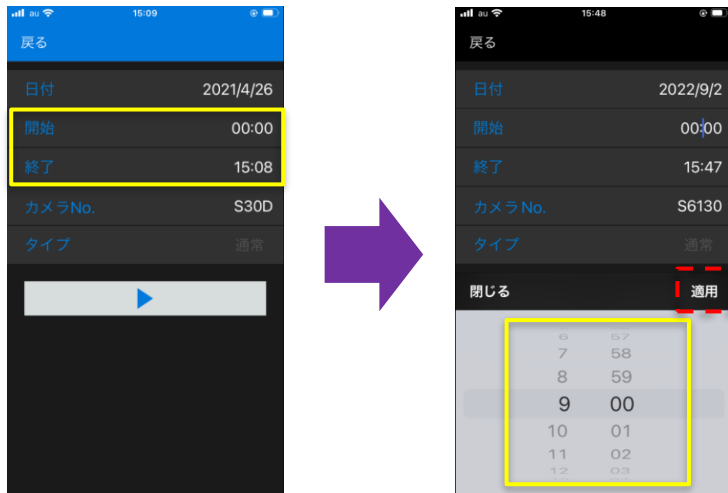 au 15:09
戻る
日付 2021/4/26
開始 00:00
終了 15:08
カメラNo. S30D
タイプ 通常
au 15:48
戻る
日付 2022/9/2
開始 00:00
終了 15:47
カメラNo. S6130
タイプ 通常
閉じる 適用
6 57
7 58
8 59
9 00
10 01
11 02
12 03